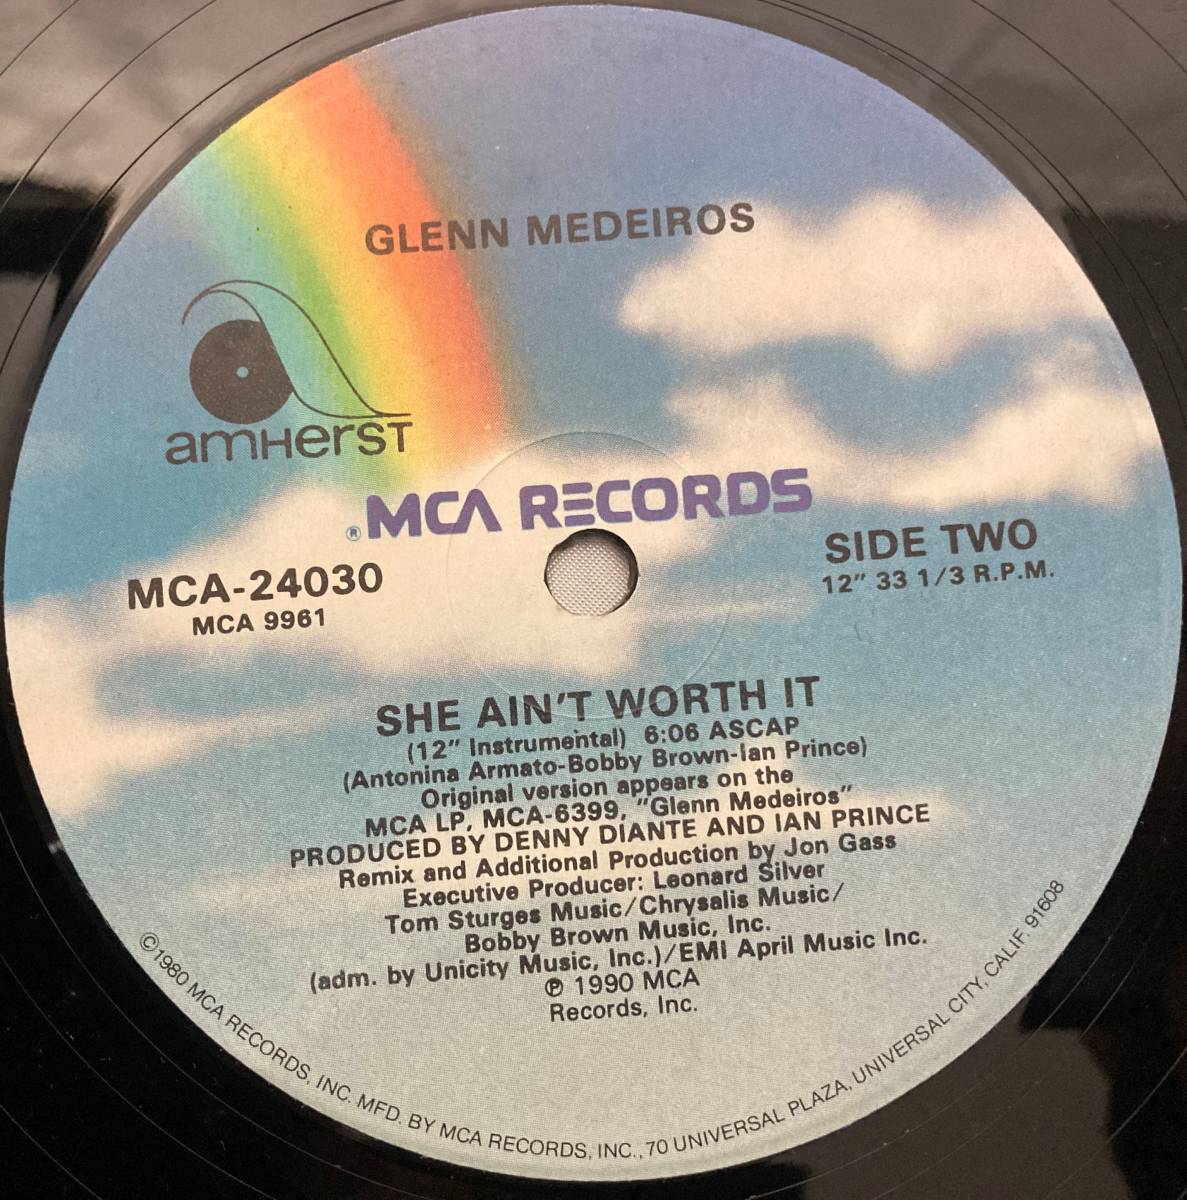 GLENN MEDEIROS
amHersT
® MCA RECORDS
MCA-24030
MCA 9961
SIDE TWO
12" 33 1/3 R.P.M.
SHE AIN'T WORTH IT
(12" Instrumental) 6:06 ASCAP
(Antonina Armato-Bobby Brown-Ian Prince)
Original version appears on the
MCA LP, MCA-6399, "Glenn Medeiros"
PRODUCED BY DENNY DIANTE AND IAN PRINCE
Remix and Additional Production by Jon Gass
Executive Producer: Leonard Silver
Tom Sturges Music/Chrysalis Music/
Bobby Brown Music, Inc.
(adm. by Unicity Music, Inc.)/EMI April Music Inc.
℗ 1990 MCA
Records, Inc.
©1980 MCA RECORDS, INC. MFD. BY MCA RECORDS, INC., 70 UNIVERSAL PLAZA, UNIVERSAL CITY, CALIF. 91608